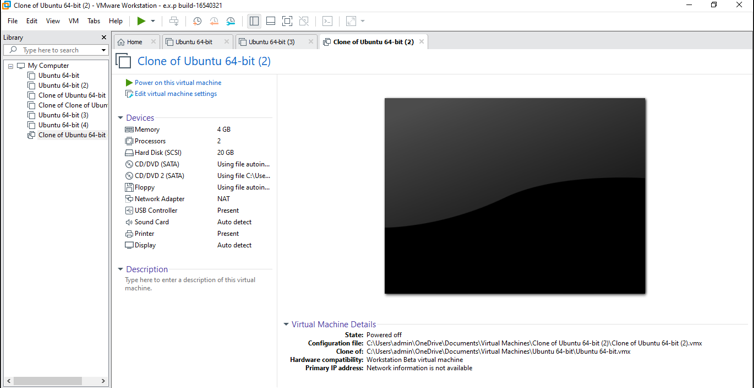 Clone of Ubuntu 64-bit (2) - VMware Workstation - e.x.p build-16540321
File Edit View VM Tabs Help
Library
Type here to search
My Computer
Ubuntu 64-bit
Ubuntu 64-bit (2)
Clone of Ubuntu 64-bit
Clone of Clone of Ubun
Ubuntu 64-bit (3)
Ubuntu 64-bit (4)
Clone of Ubuntu 64-bit
Home
Ubuntu 64-bit
Ubuntu 64-bit (3)
Clone of Ubuntu 64-bit (2)
Clone of Ubuntu 64-bit (2)
Power on this virtual machine
Edit virtual machine settings
Devices
Memory 4 GB
Processors 2
Hard Disk (SCSI) 20 GB
CD/DVD (SATA) Using file autoin...
CD/DVD 2 (SATA) Using file C:\Use...
Floppy Using file autoin...
Network Adapter NAT
USB Controller Present
Sound Card Auto detect
Printer Present
Display Auto detect
Description
Type here to enter a description of this virtual
machine.
Virtual Machine Details
State: Powered off
Configuration file: C:\Users\admin\OneDrive\Documents\Virtual Machines\Clone of Ubuntu 64-bit (2)\Clone of Ubuntu 64-bit (2).vmx
Clone of: C:\Users\admin\OneDrive\Documents\Virtual Machines\Ubuntu 64-bit\Ubuntu 64-bit.vmx
Hardware compatibility: Workstation Beta virtual machine
Primary IP address: Network information is not available